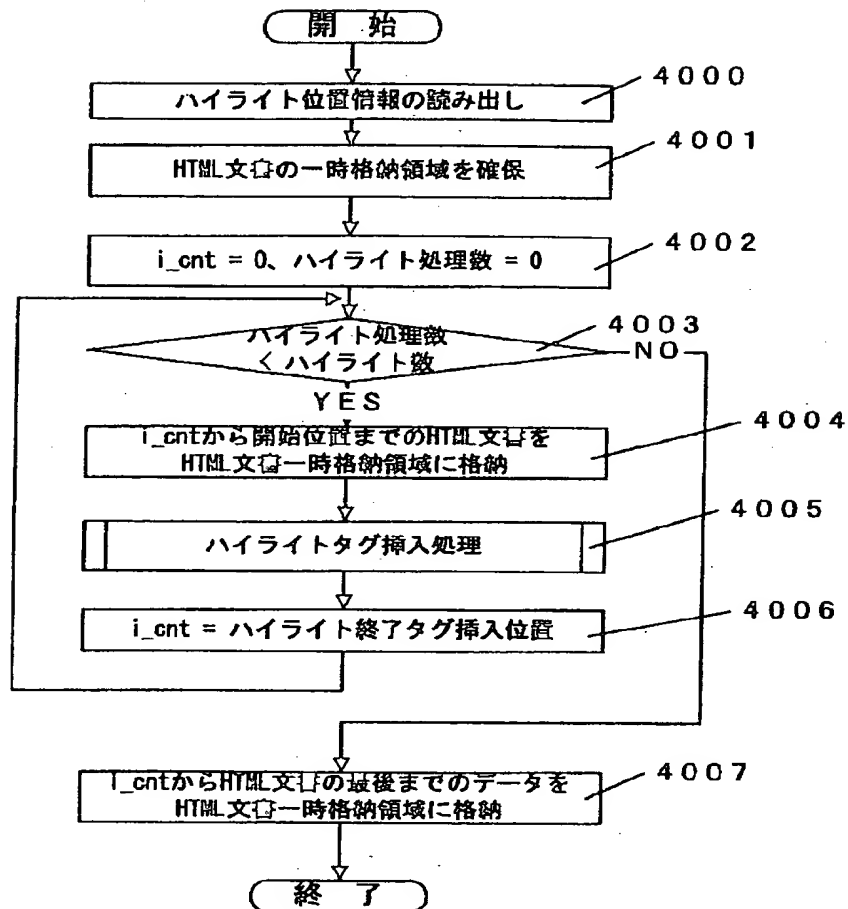 開 始
4000
ハイライト位置情報の読み出し
4001
HTML文書の一時格納領域を確保
4002
i_cnt = 0、ハイライト処理数 = 0
4003
ハイライト処理数
< ハイライト数
NO
YES
4004
i_cntから開始位置までのHTML文書を
HTML文書一時格納領域に格納
4005
ハイライトタグ挿入処理
4006
i_cnt = ハイライト終了タグ挿入位置
4007
i_cntからHTML文書の最後までのデータを
HTML文書一時格納領域に格納
終 了